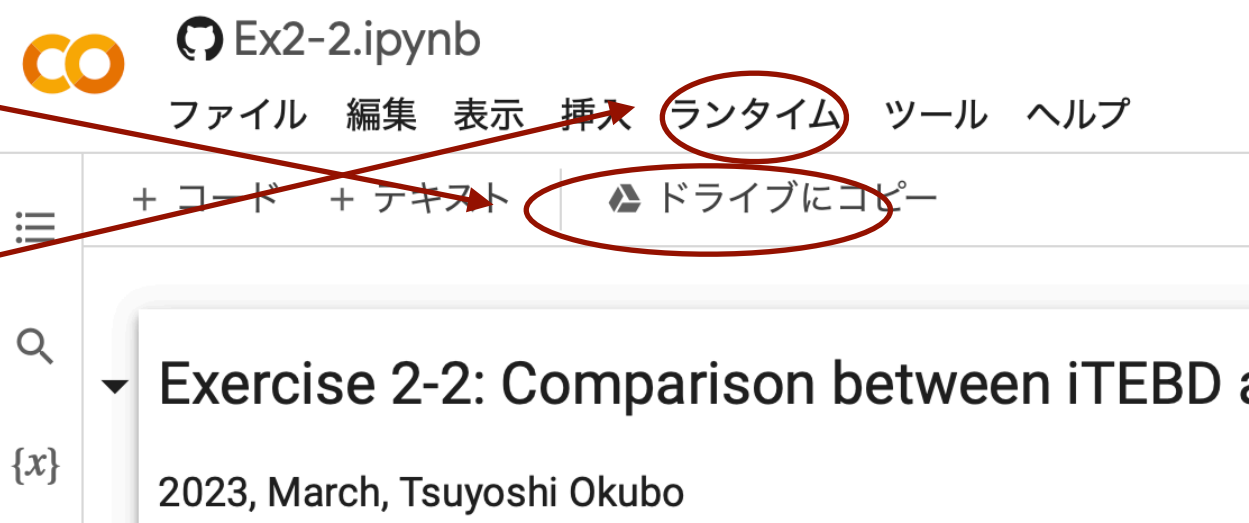 Ex2-2.ipynb
ファイル 編集 表示 挿入 ランタイム ツール ヘルプ
+ コード + テキスト ドライブにコピー
Exercise 2-2: Comparison between iTEBD
{x}
2023, March, Tsuyoshi Okubo